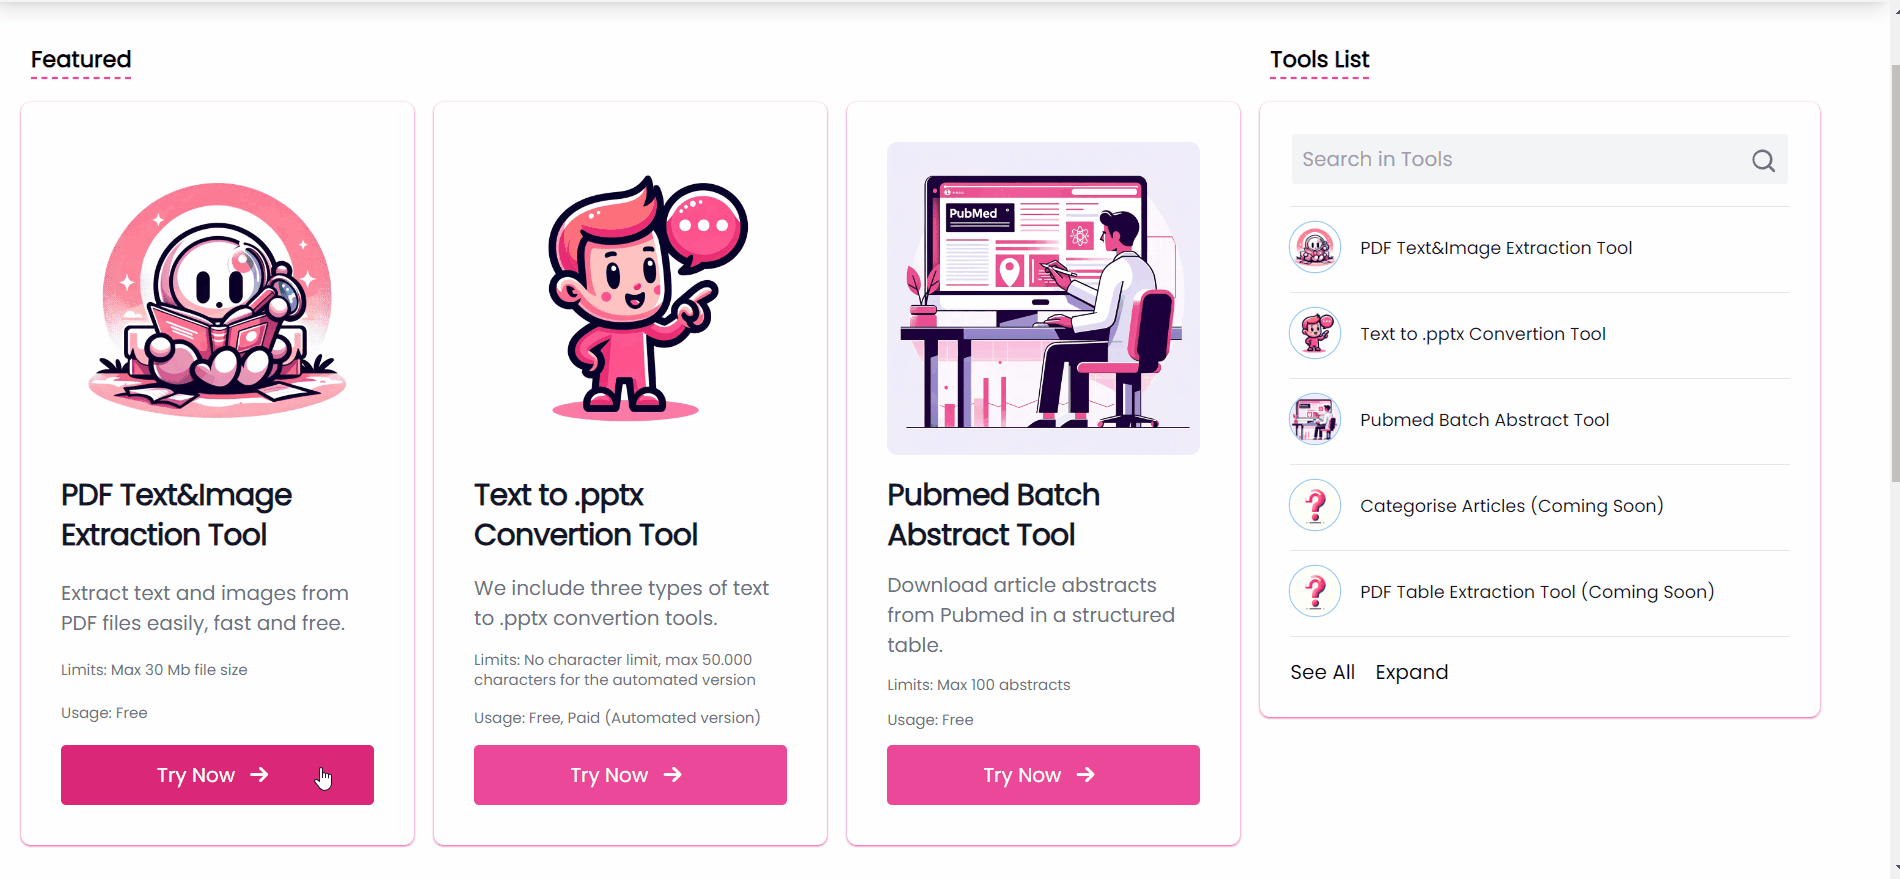 Featured
PDF Text&Image
Extraction Tool
Extract text and images from
PDF files easily, fast and free.
Limits: Max 30 Mb file size
Usage: Free
Try Now
Text to .pptx
Convertion Tool
We include three types of text
to .pptx convertion tools.
Limits: No character limit, max 50.000
characters for the automated version
Usage: Free, Paid (Automated version)
Try Now
PubMed
Pubmed Batch
Abstract Tool
Download article abstracts
from Pubmed in a structured
table.
Limits: Max 100 abstracts
Usage: Free
Try Now
Tools List
Search in Tools
PDF Text&Image Extraction Tool
Text to .pptx Convertion Tool
Pubmed Batch Abstract Tool
Categorise Articles (Coming Soon)
PDF Table Extraction Tool (Coming Soon)
See All Expand